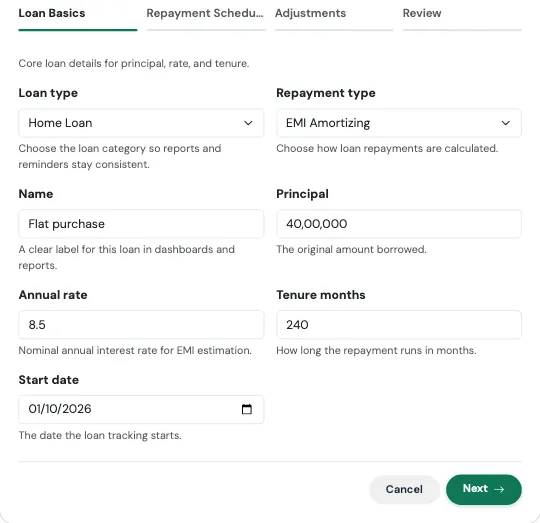 Loan Basics
Repayment Schedu...
Adjustments
Review
Core loan details for principal, rate, and tenure.
Loan type
Repayment type
Home Loan
EMI Amortizing
Choose the loan category so reports and
reminders stay consistent.
Choose how loan repayments are calculated.
Name
Principal
Flat purchase
40,00,000
A clear label for this loan in dashboards and
reports.
The original amount borrowed.
Annual rate
Tenure months
8.5
240
Nominal annual interest rate for EMI estimation.
How long the repayment runs in months.
Start date
01/10/2026
The date the loan tracking starts.
Cancel
Next →